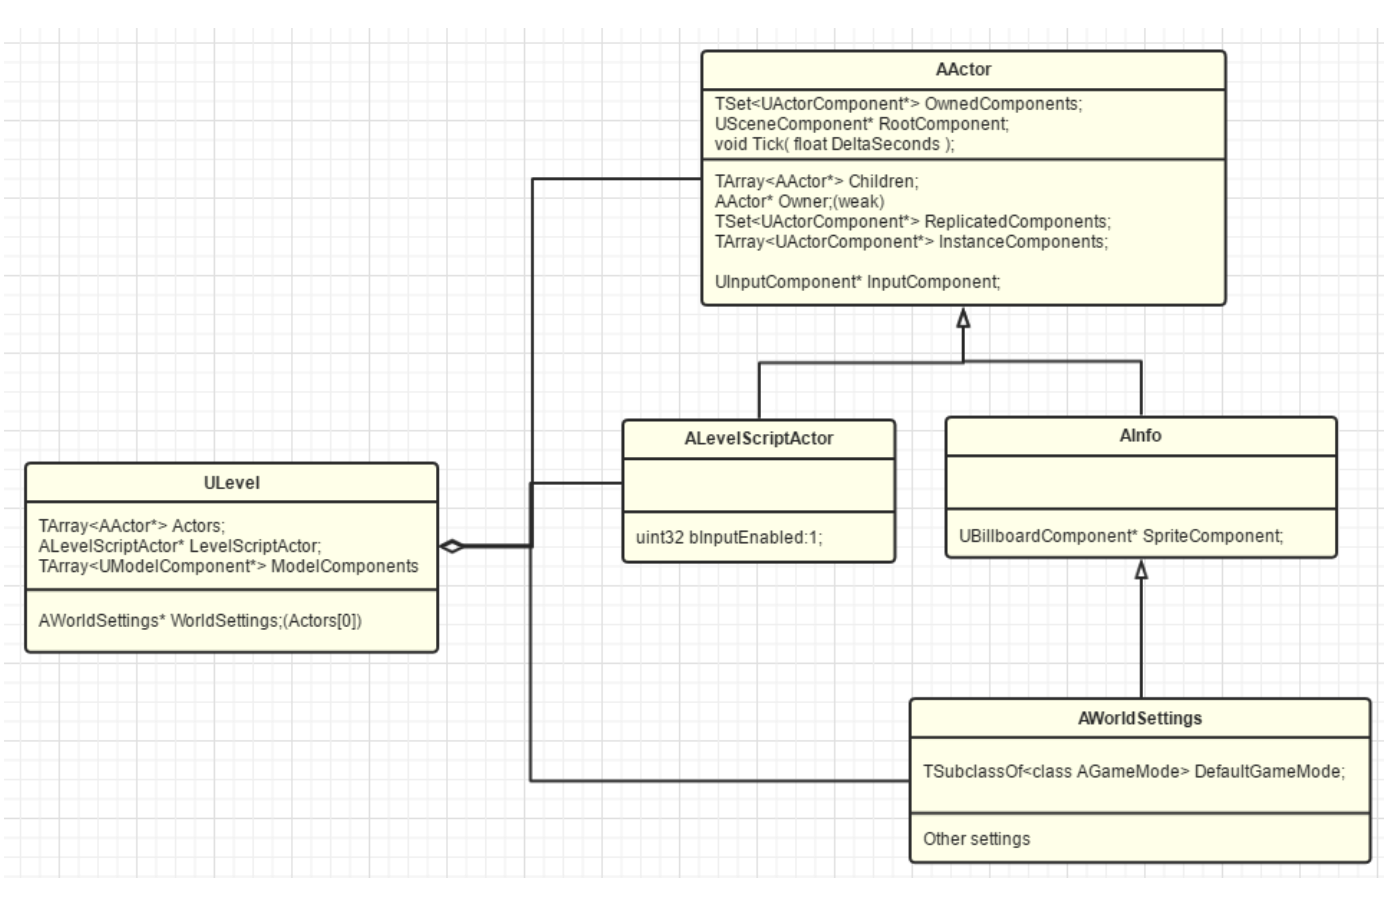 AActor
TSet<UActorComponent*> OwnedComponents;
USceneComponent* RootComponent;
void Tick( float DeltaSeconds );
TArray<AActor*> Children;
AActor* Owner;(weak)
TSet<UActorComponent*> ReplicatedComponents;
TArray<UActorComponent*> InstanceComponents;
UInputComponent* InputComponent;
ALevelScriptActor
uint32 bInputEnabled:1;
AInfo
UBillboardComponent* SpriteComponent;
ULevel
TArray<AActor*> Actors;
ALevelScriptActor* LevelScriptActor;
TArray<UModelComponent*> ModelComponents
AWorldSettings* WorldSettings;(Actors[0])
AWorldSettings
TSubclassOf<class AGameMode> DefaultGameMode;
Other settings